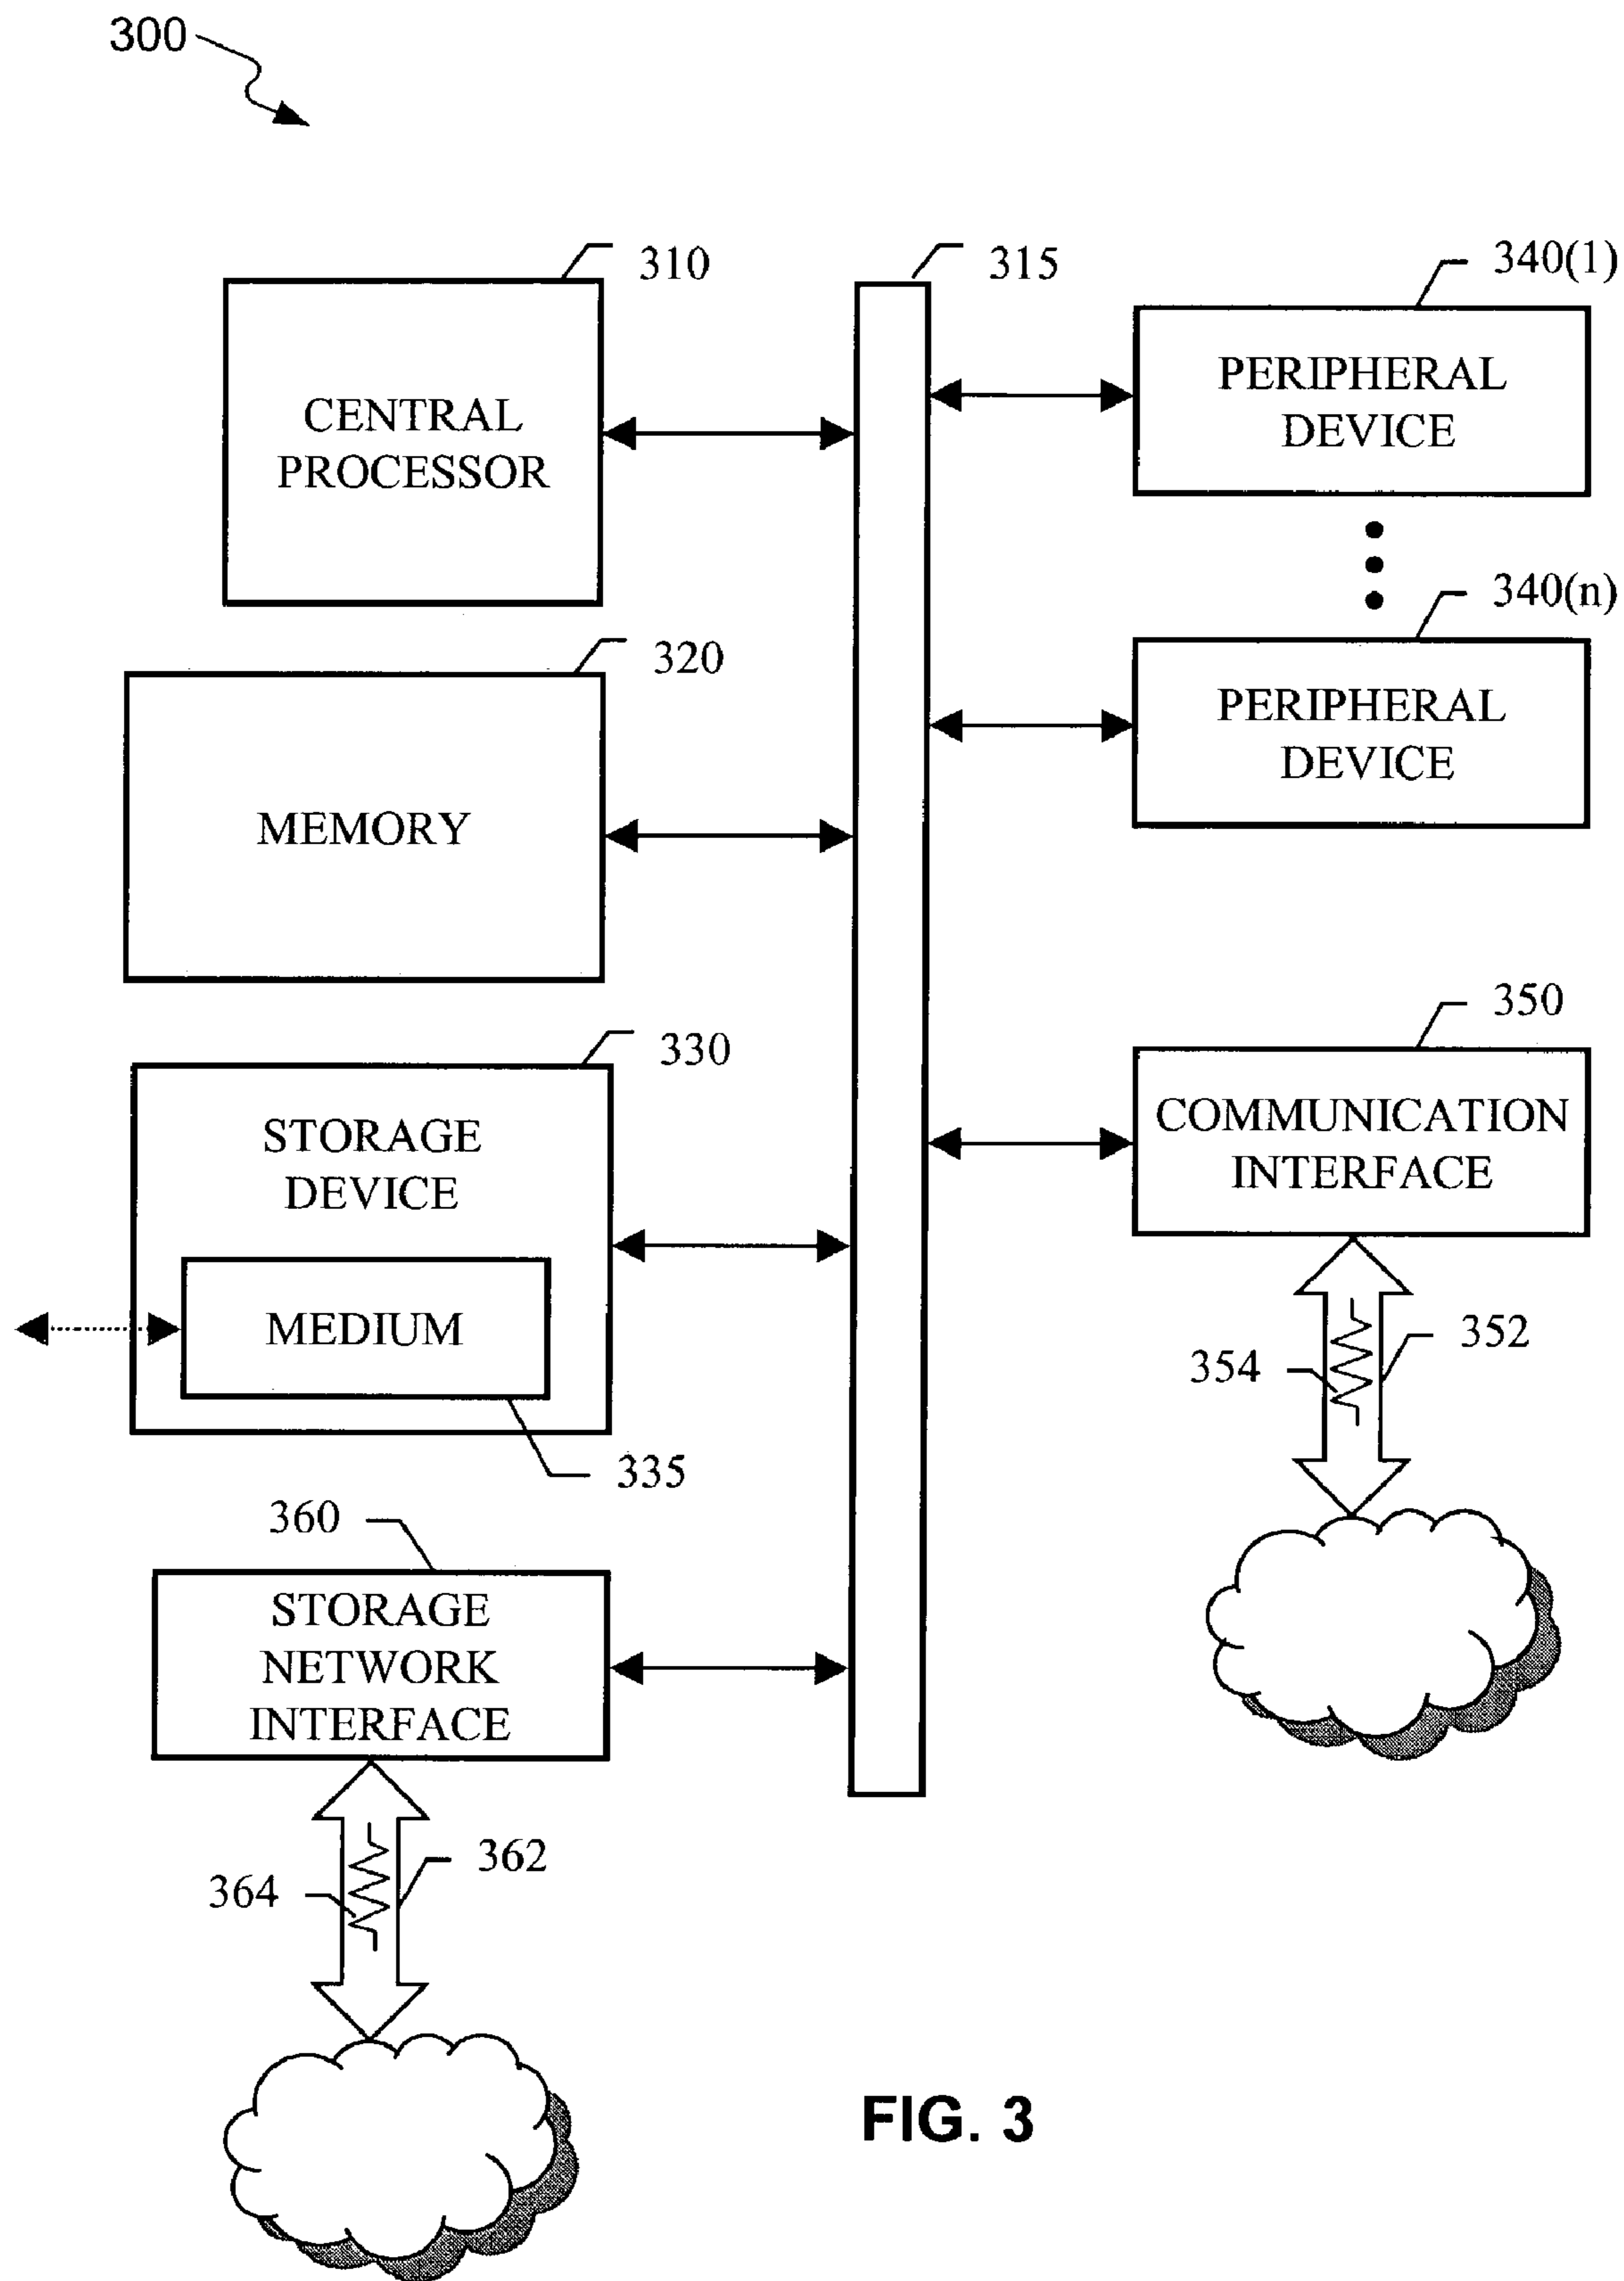 300
310
315
340(1)
CENTRAL
PROCESSOR
PERIPHERAL
DEVICE
340(n)
320
MEMORY
PERIPHERAL
DEVICE
330
350
STORAGE
DEVICE
COMMUNICATION
INTERFACE
MEDIUM
352
354
335
360
STORAGE
NETWORK
INTERFACE
362
364
FIG. 3